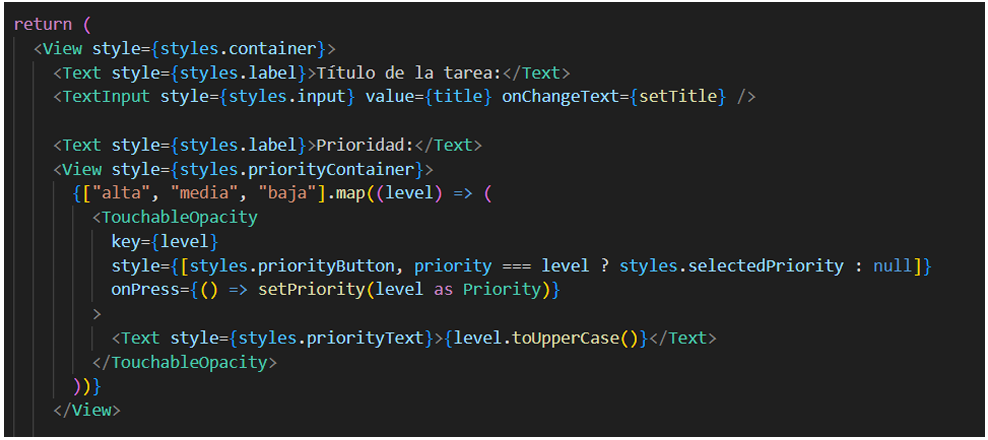 return (
<View style={styles.container}>
<Text style={styles.label}>Título de la tarea:</Text>
<TextInput style={styles.input} value={title} onChangeText={setTitle} />
<Text style={styles.label}>Prioridad:</Text>
<View style={styles.priorityContainer}>
{["alta", "media", "baja"].map((level) => (
<TouchableOpacity
key={level}
style={[styles.priorityButton, priority === level ? styles.selectedPriority : null]}
onPress={() => setPriority(level as Priority)}
>
<Text style={styles.priorityText}>{level.toUpperCase()}</Text>
</TouchableOpacity>
))}
</View>